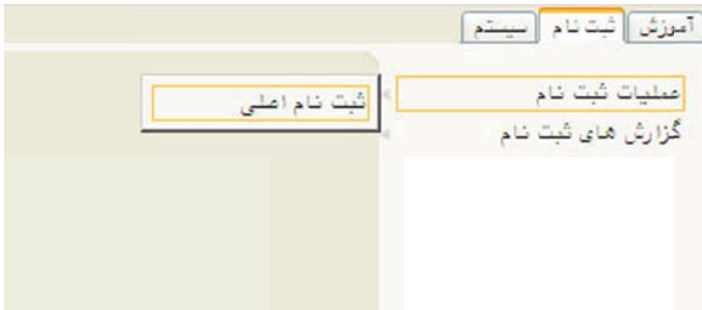 آموزش ثبت نام سیستم
عملیات ثبت نام
ثبت نام اصلی
گزارش های ثبت نام